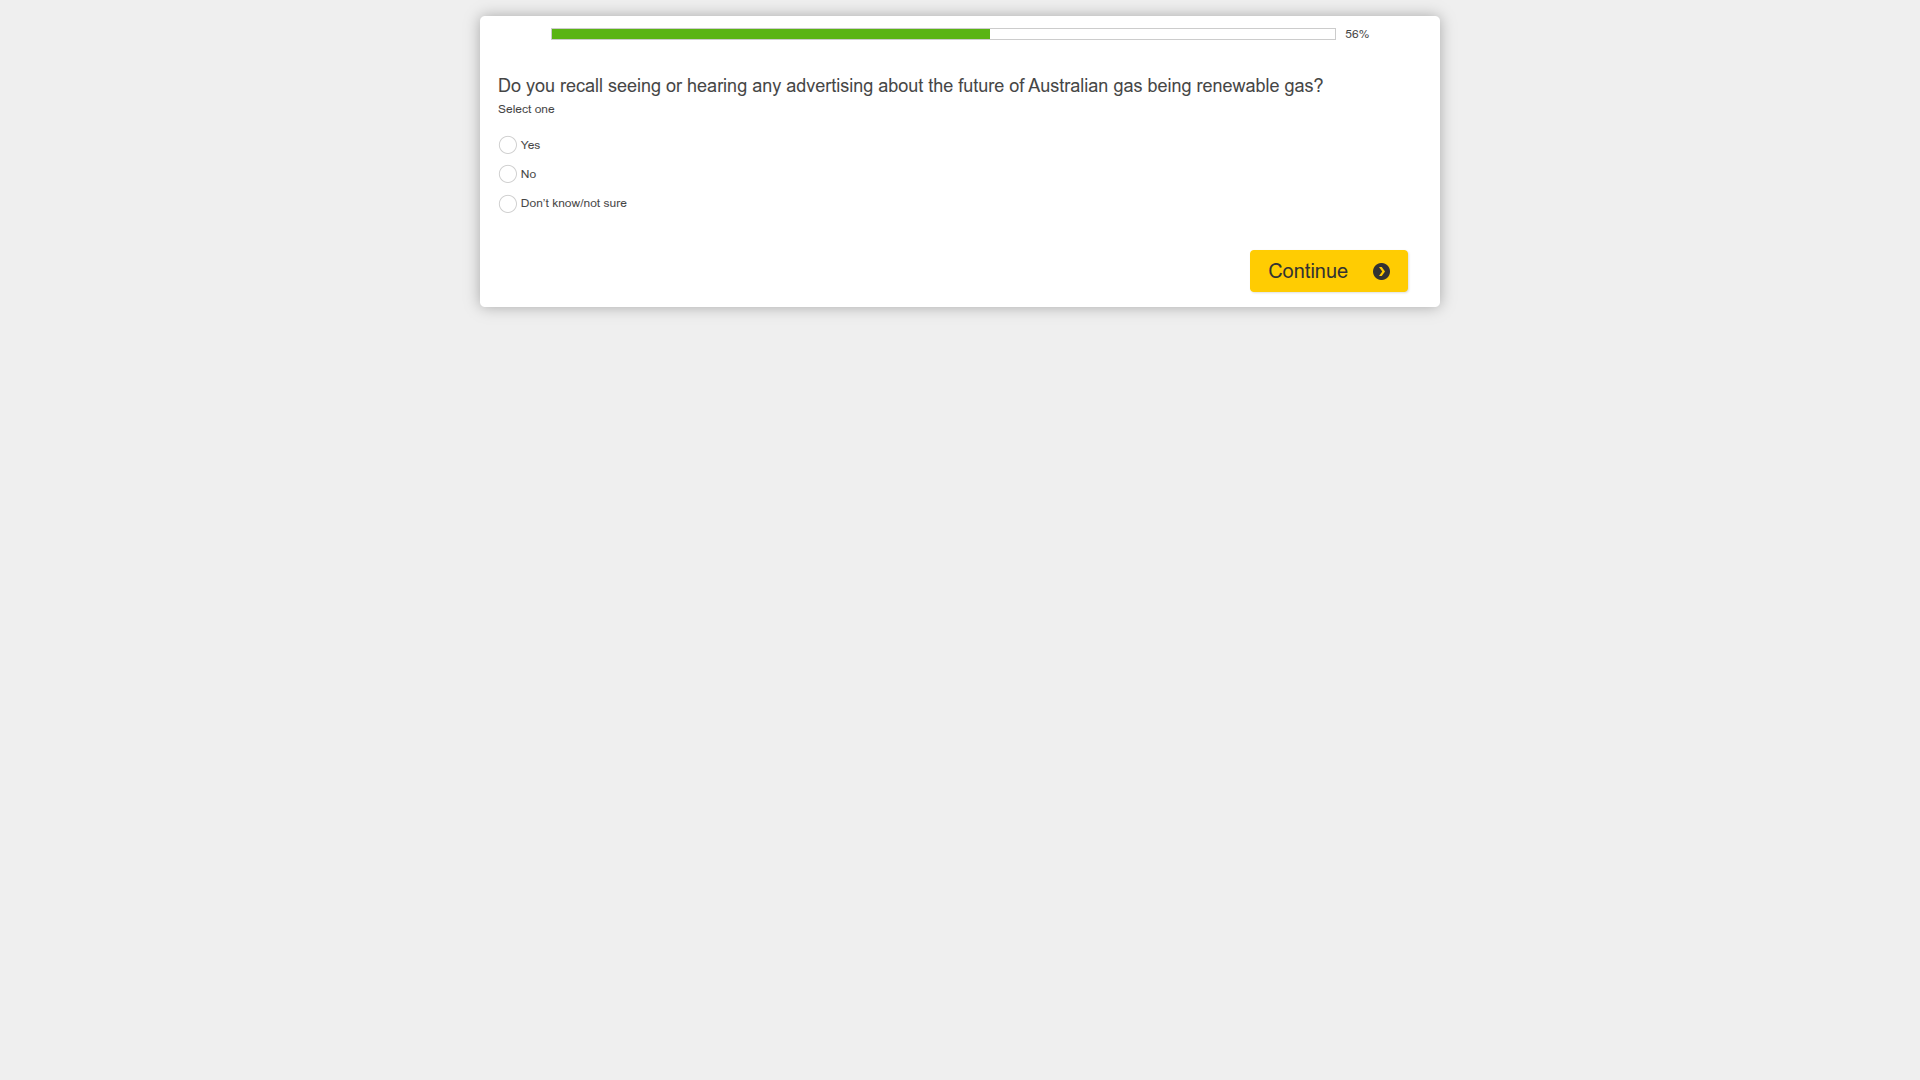 56%
Do you recall seeing or hearing any advertising about the future of Australian gas being renewable gas?
Select one
Yes
No
Don’t know/not sure
Continue